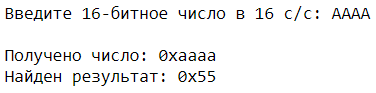 Введите 16-битное число в 16 с/с: AAAA
Получено число: 0xaaaa
Найден результат: 0x55